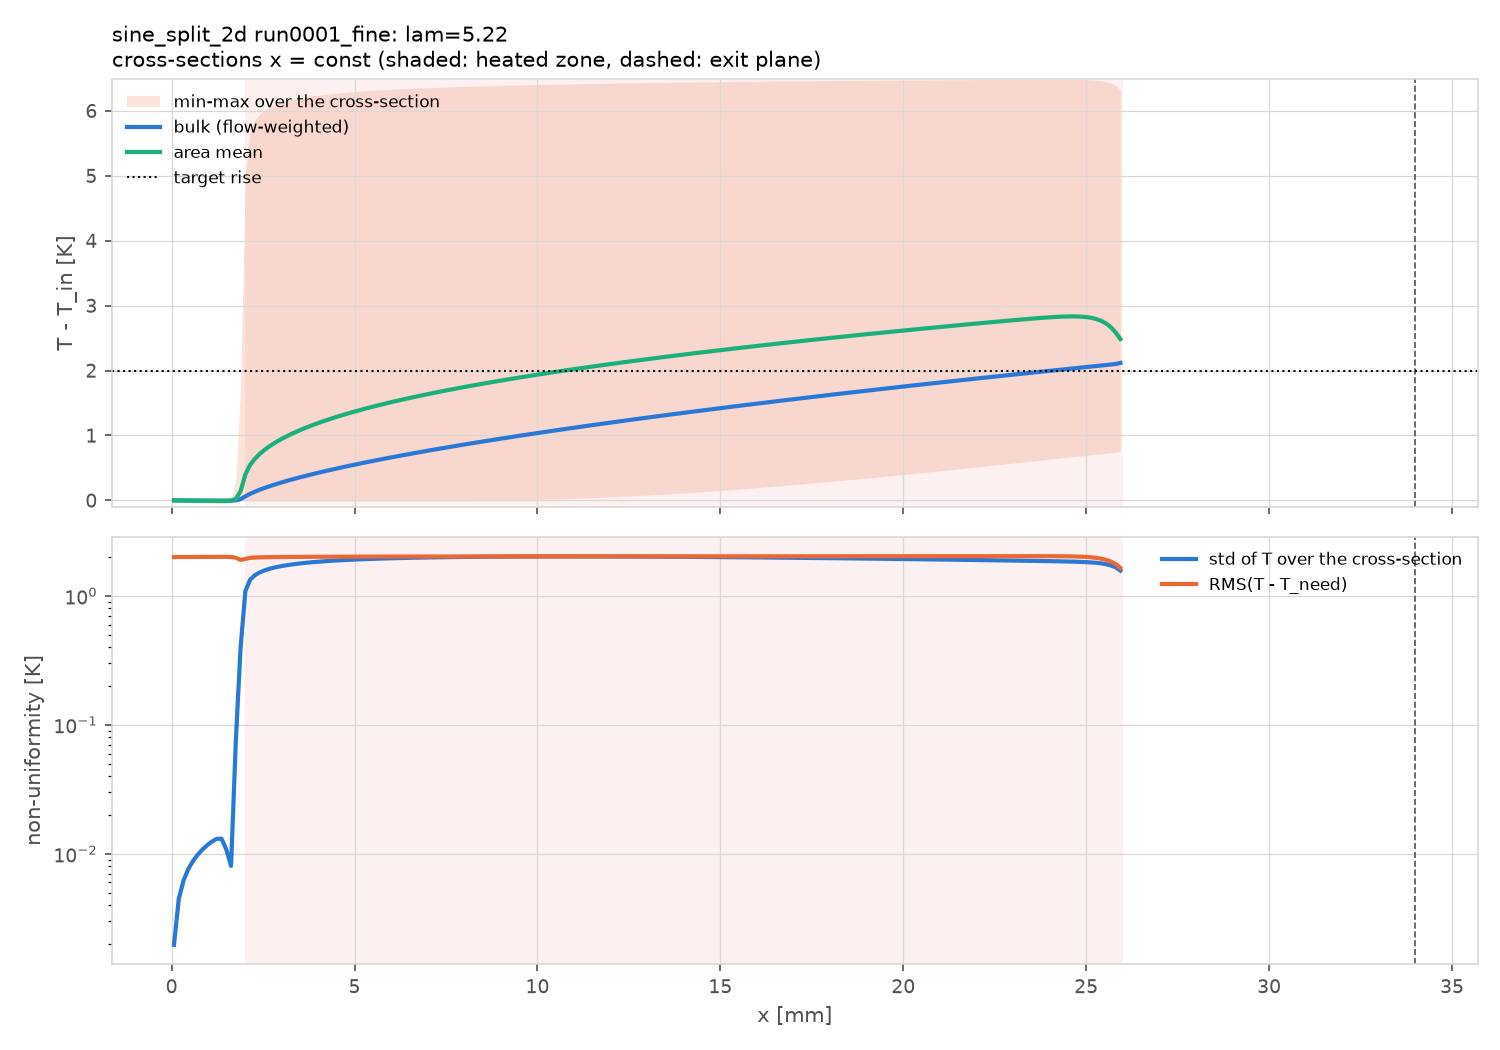 sine_split_2d run0001_fine: lam=5.22
cross-sections x = const (shaded: heated zone, dashed: exit plane)
min-max over the cross-section
bulk (flow-weighted)
area mean
target rise
T - T_in [K]
6
5
4
3
2
1
0
std of T over the cross-section
RMS(T - T_need)
non-uniformity [K]
10⁰
10⁻¹
10⁻²
0 5 10 15 20 25 30 35
x [mm]